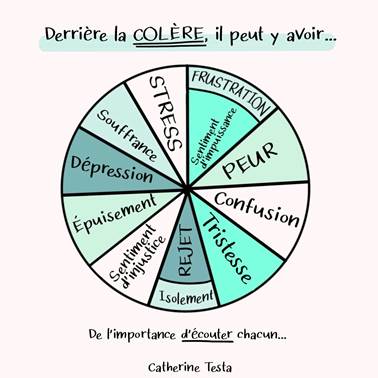 Derrière la COLÈRE, il peut y avoir...
FRUSTRATION
Sentiment
d'impuissance
PEUR
Confusion
Tristesse
REJET
Isolement
Sentiment
d'injustice
Épuisement
Dépression
Souffrance
STRESS
De l'importance d'écouter chacun...
Catherine Testa